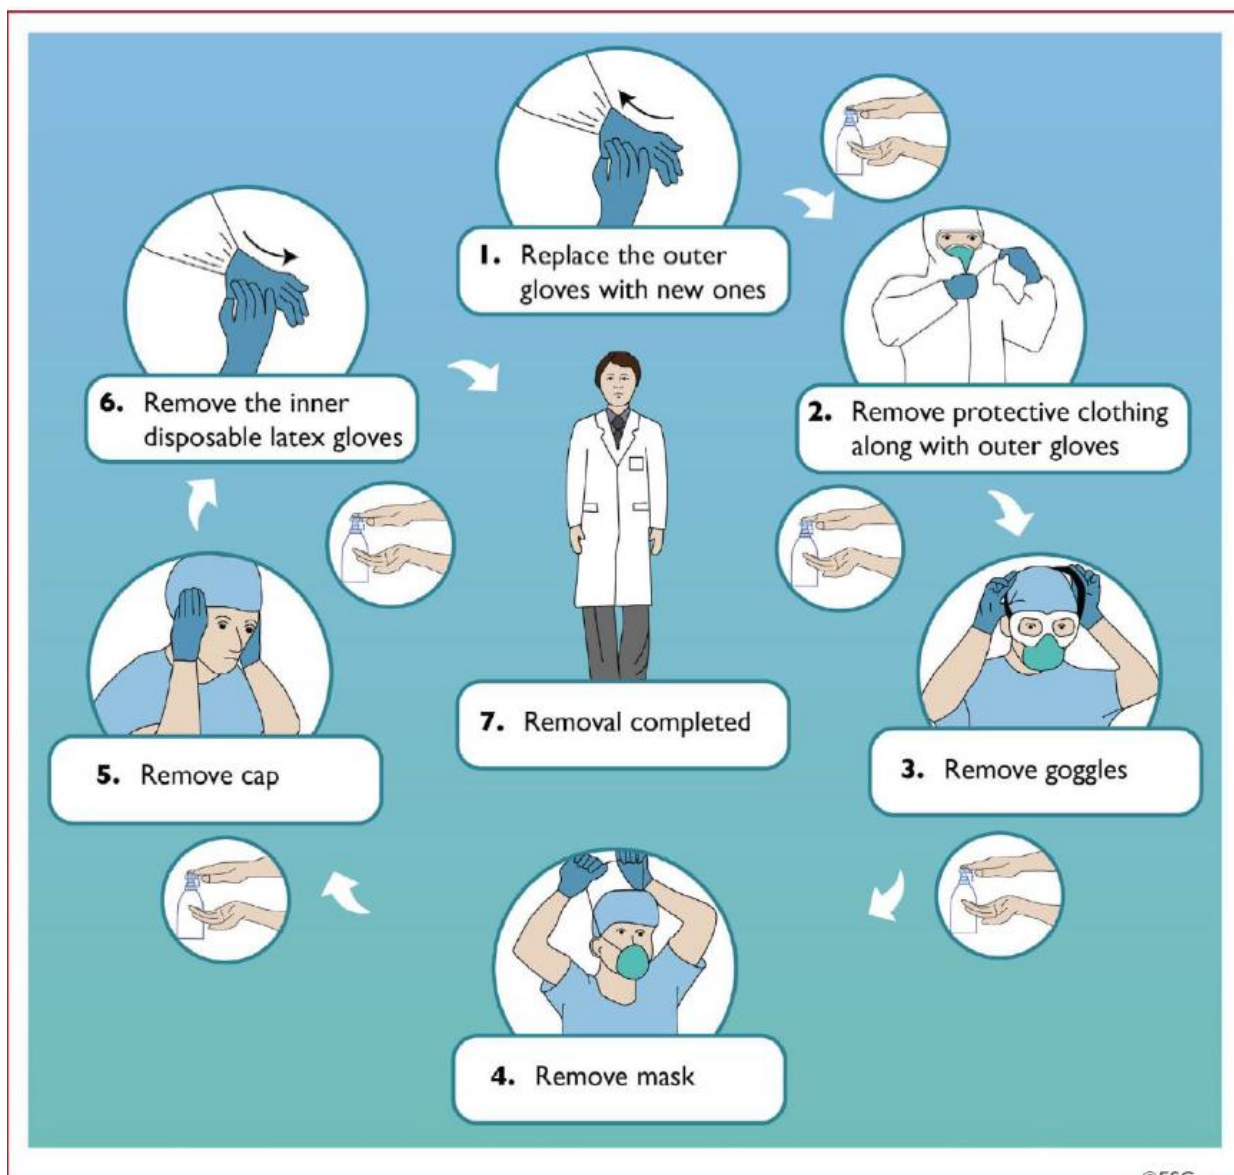 1. Replace the outer
gloves with new ones
2. Remove protective clothing
along with outer gloves
3. Remove goggles
4. Remove mask
5. Remove cap
6. Remove the inner
disposable latex gloves
7. Removal completed
©ESC